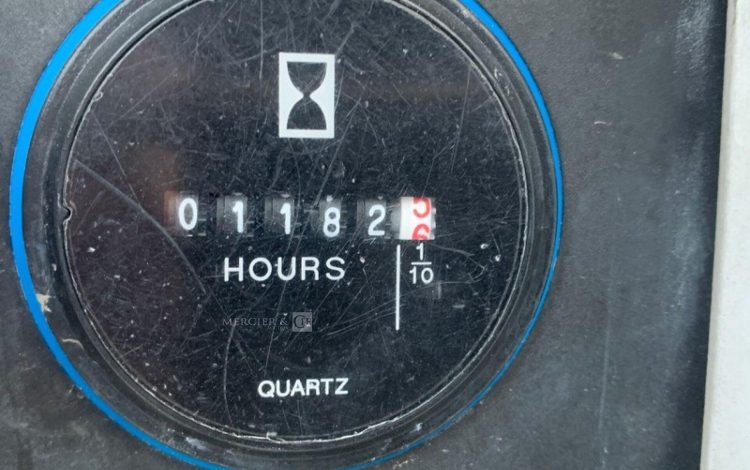 01182
HOURS
1
10
MERCIER &
QUARTZ